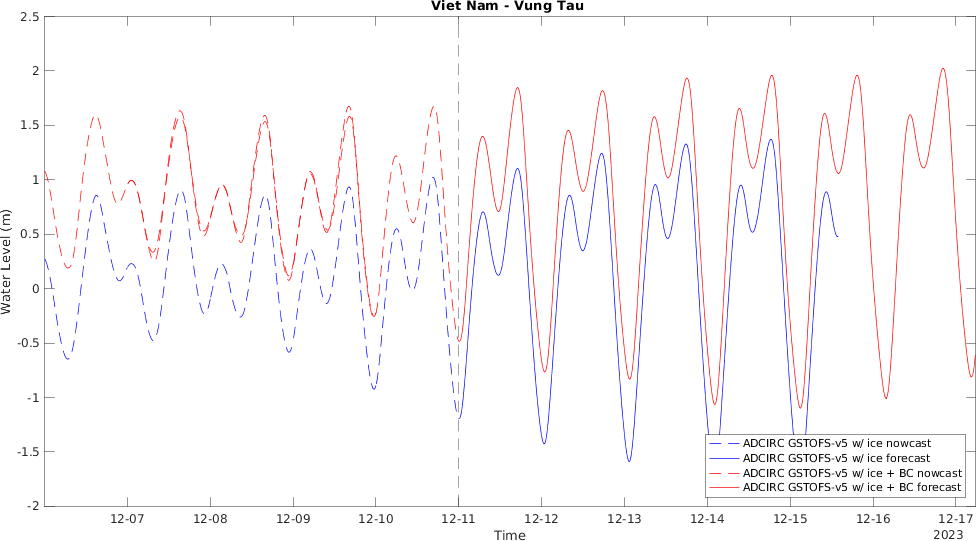 Viet Nam - Vung Tau
Water Level (m)
2.5
2
1.5
1
0.5
0
-0.5
-1
-1.5
-2
ADCIRC GSTOFS-v5 w/ ice nowcast
ADCIRC GSTOFS-v5 w/ ice forecast
ADCIRC GSTOFS-v5 w/ ice + BC nowcast
ADCIRC GSTOFS-v5 w/ ice + BC forecast
12-07 12-08 12-09 12-10 12-11 12-12 12-13 12-14 12-15 12-16 12-17
Time
2023